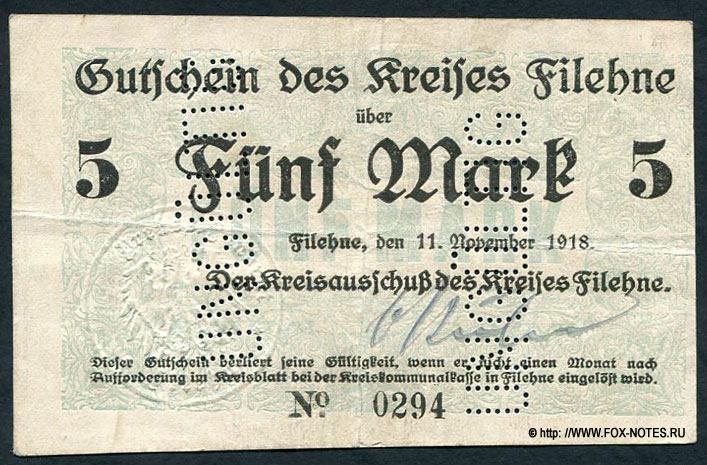 Gutschein des Kreises Filehne
über
5 Fünf Mark 5
Filehne, den 11. November 1918.
Der Kreisausschuß des Kreises Filehne.
Dieser Gutschein verliert seine Gültigkeit, wenn er nicht einen Monat nach
Aufforderung im Kreisblatt bei der Kreiskommunalkasse in Filehne eingelöst wird.
No 0294
© http://WWW.FOX-NOTES.RU